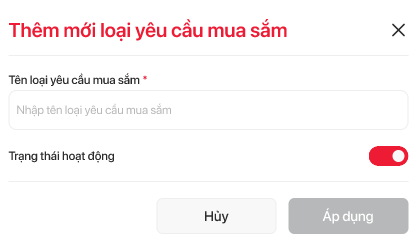 Thêm mới loại yêu cầu mua sắm
Tên loại yêu cầu mua sắm *
Nhập tên loại yêu cầu mua sắm
Trạng thái hoạt động
Hủy
Áp dụng